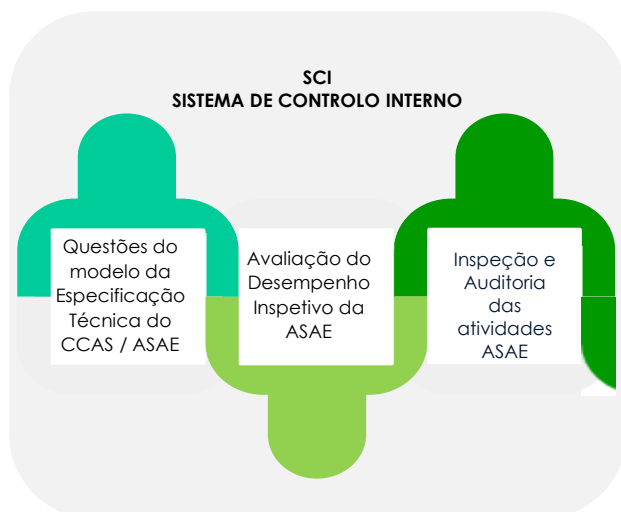 SCI
SISTEMA DE CONTROLO INTERNO
Questões do
modelo da
Especificação
Técnica do
CCAS / ASAE
Avaliação do
Desempenho
Inspetivo da
ASAE
Inspeção e
Auditoria
das
atividades
ASAE